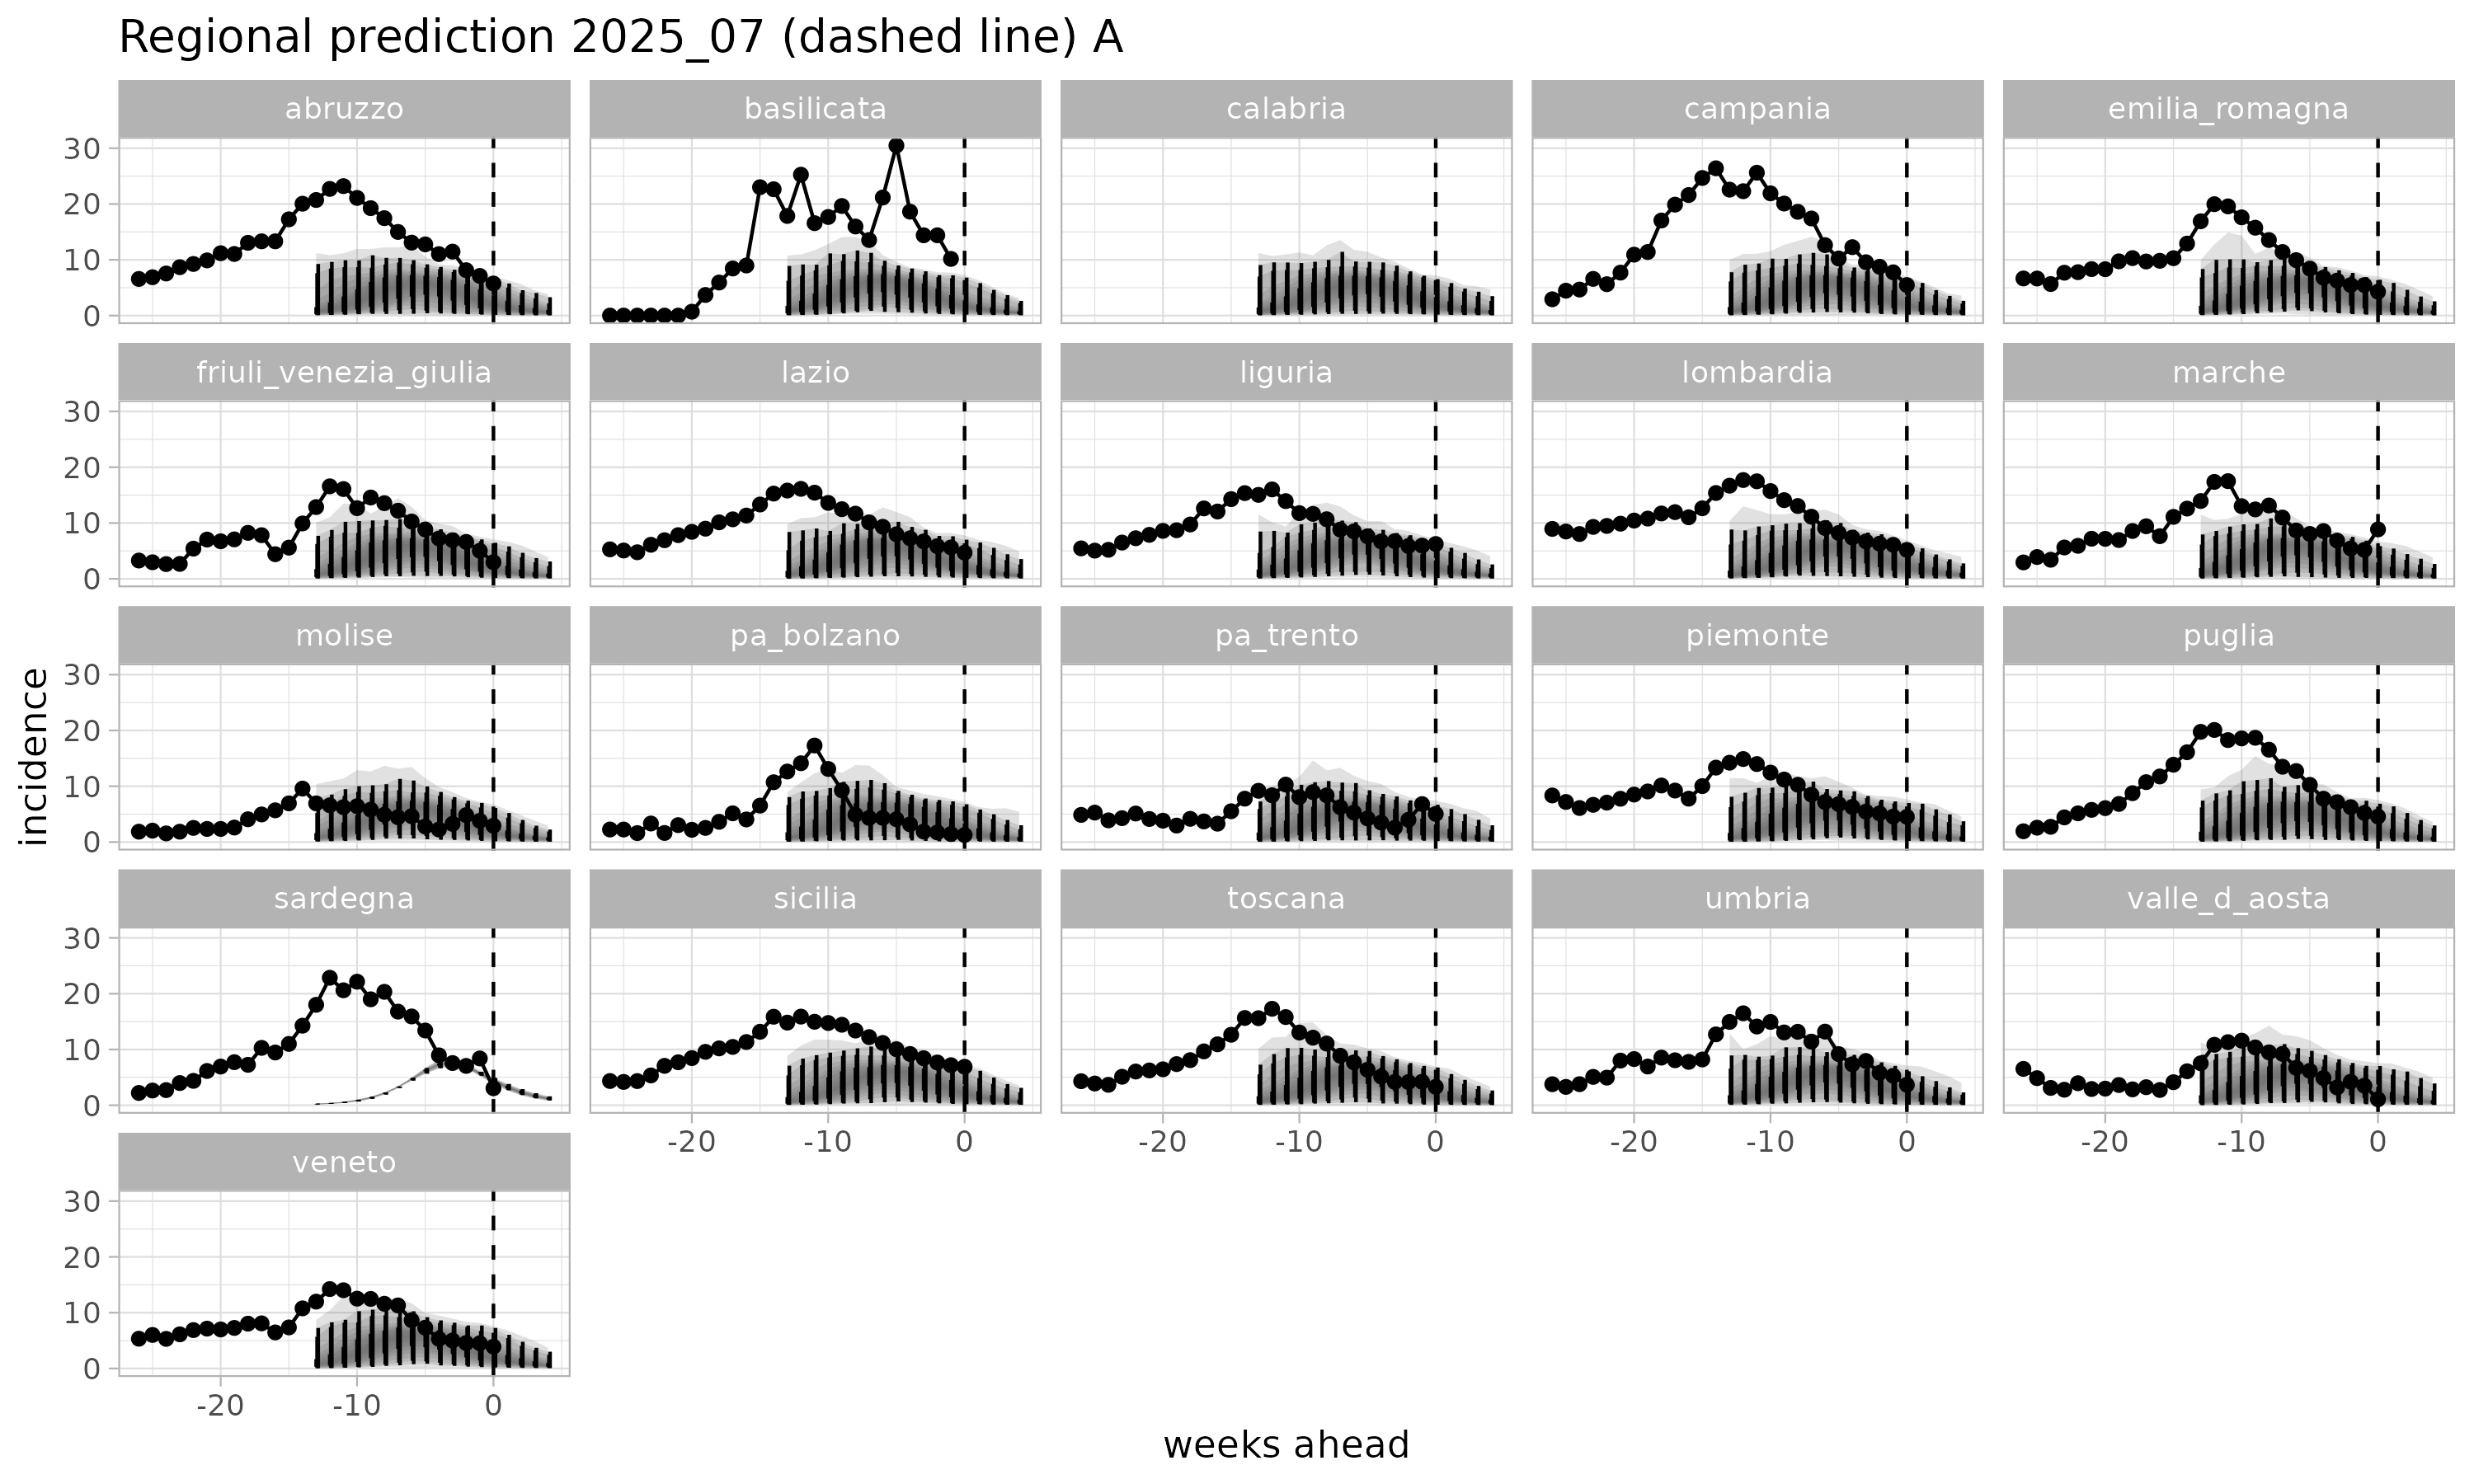 Regional prediction 2025_07 (dashed line) A
abruzzo basilicata calabria campania emilia_romagna
30
20
10
0
friuli_venezia_giulia lazio liguria lombardia marche
30
20
10
0
molise pa_bolzano pa_trento piemonte puglia
30
20
10
0
incidence
sardegna sicilia toscana umbria valle_d_aosta
30
20
10
0
-20 -10 0 -20 -10 0 -20 -10 0 -20 -10 0
veneto
30
20
10
0
-20 -10 0
weeks ahead